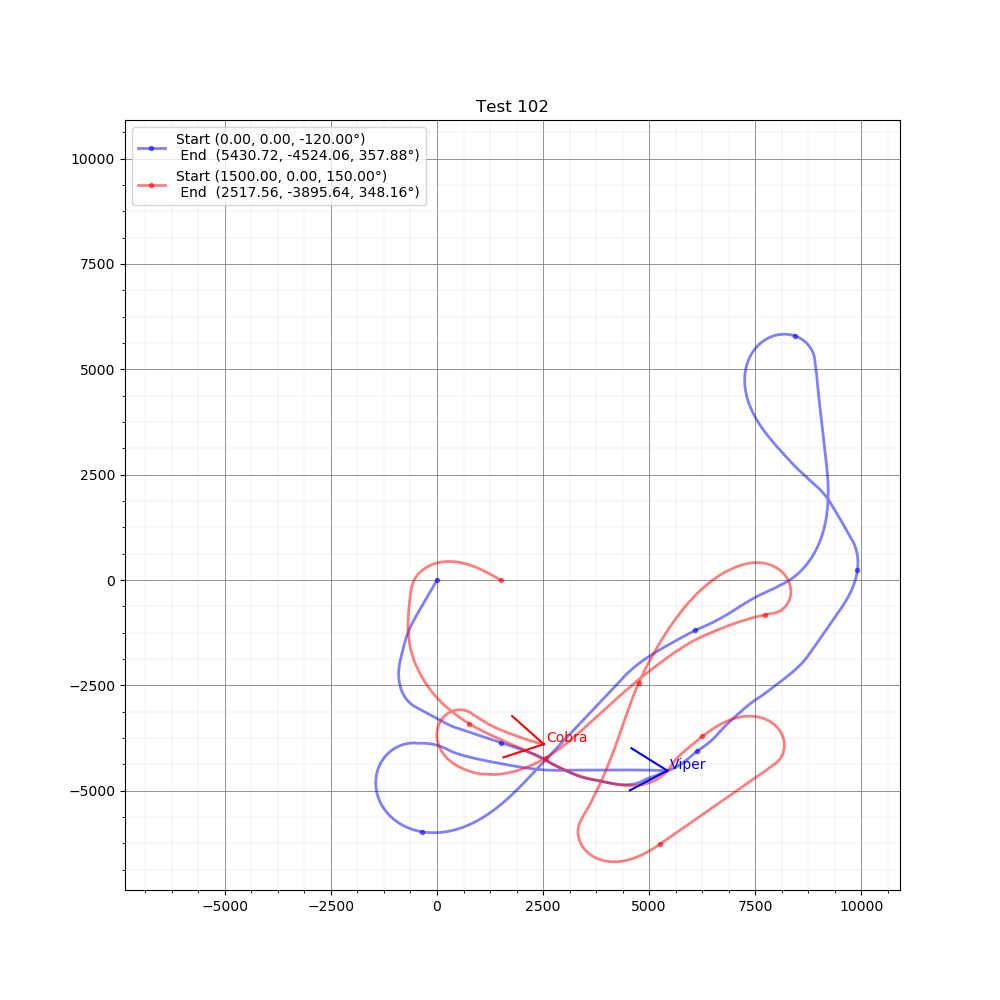 Test 102
Start (0.00, 0.00, -120.00°)
End (5430.72, -4524.06, 357.88°)
Start (1500.00, 0.00, 150.00°)
End (2517.56, -3895.64, 348.16°)
10000
7500
5000
2500
0
−2500
−5000
Cobra
Viper
−5000 −2500 0 2500 5000 7500 10000